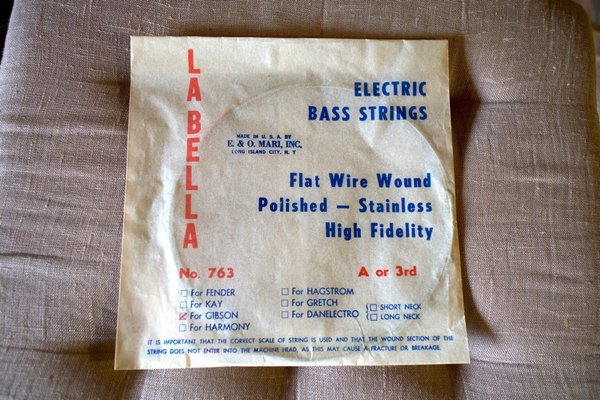 LA BELLA
ELECTRIC
BASS STRINGS
MADE IN U. S. A. BY
E. & O. MARI, INC.
LONG ISLAND CITY, N. Y
Flat Wire Wound
Polished — Stainless
High Fidelity
No. 763
A or 3rd
For FENDER
For KAY
For GIBSON
For HARMONY
For HAGSTROM
For GRETCH
For DANELECTRO
SHORT NECK
LONG NECK
IT IS IMPORTANT THAT THE CORRECT SCALE OF STRING IS USED AND THAT THE WOUND SECTION OF THE
STRING DOES NOT ENTER INTO THE MACHINE HEAD, AS THIS MAY CAUSE A FRACTURE OR BREAKAGE.